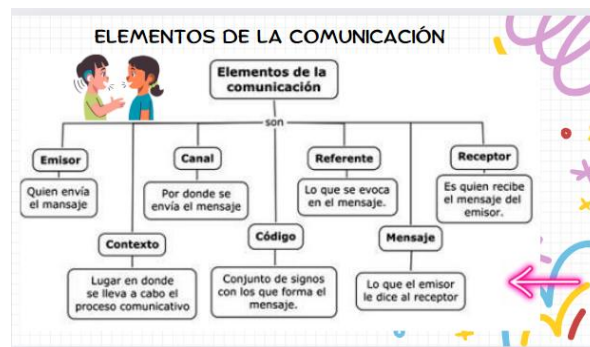 ELEMENTOS DE LA COMUNICACIÓN
Elementos de la
comunicación
son
Emisor
Quien envía
el mansaje
Canal
Por donde se
envía el mensaje
Referente
Lo que se evoca
en el mensaje.
Receptor
Es quien recibe
el mensaje del
emisor.
Contexto
Lugar en donde
se lleva a cabo el
proceso comunicativo
Código
Conjunto de signos
con los que forma el
mensaje.
Mensaje
Lo que el emisor
le dice al receptor